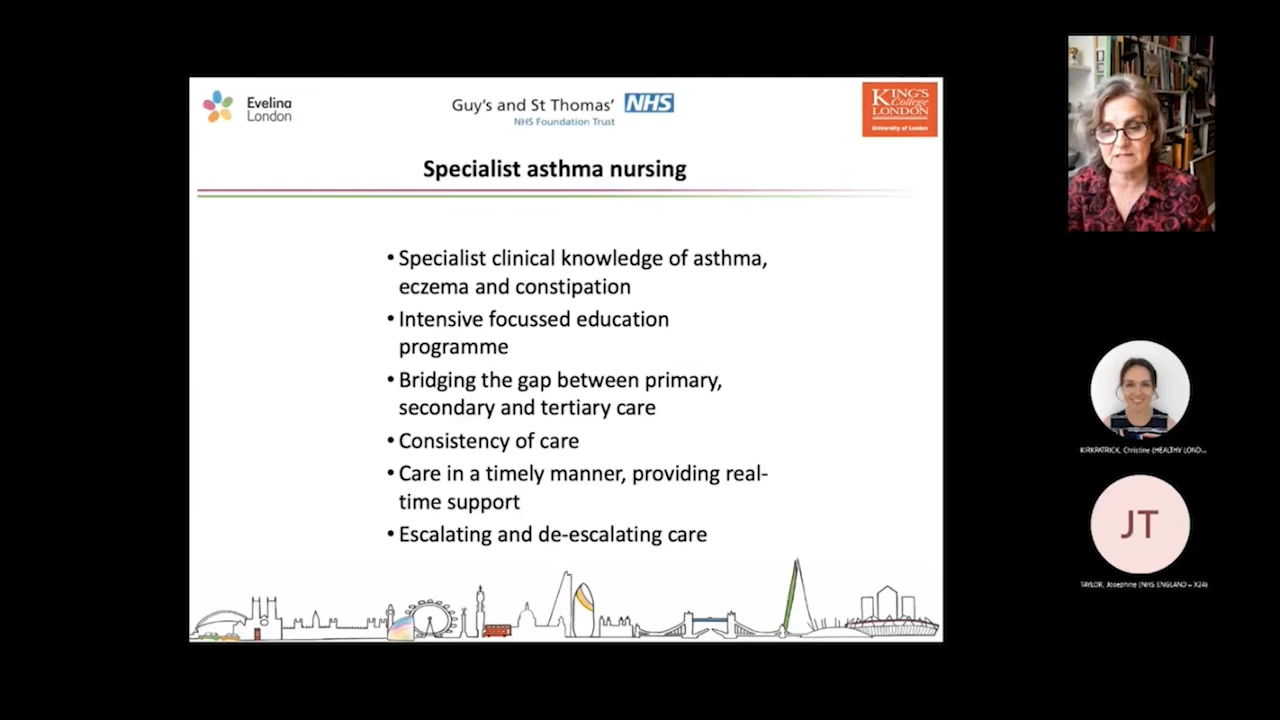 Evelina
London
Guy's and St Thomas' NHS
NHS Foundation Trust
KING'S
College
LONDON
University of London
Specialist asthma nursing
• Specialist clinical knowledge of asthma,
eczema and constipation
• Intensive focussed education
programme
• Bridging the gap between primary,
secondary and tertiary care
• Consistency of care
• Care in a timely manner, providing real-
time support
• Escalating and de-escalating care
KIRKPATRICK, Christine (HEALTHY LOND...
JT
TAYLOR, Josephine (NHS ENGLAND – X24)